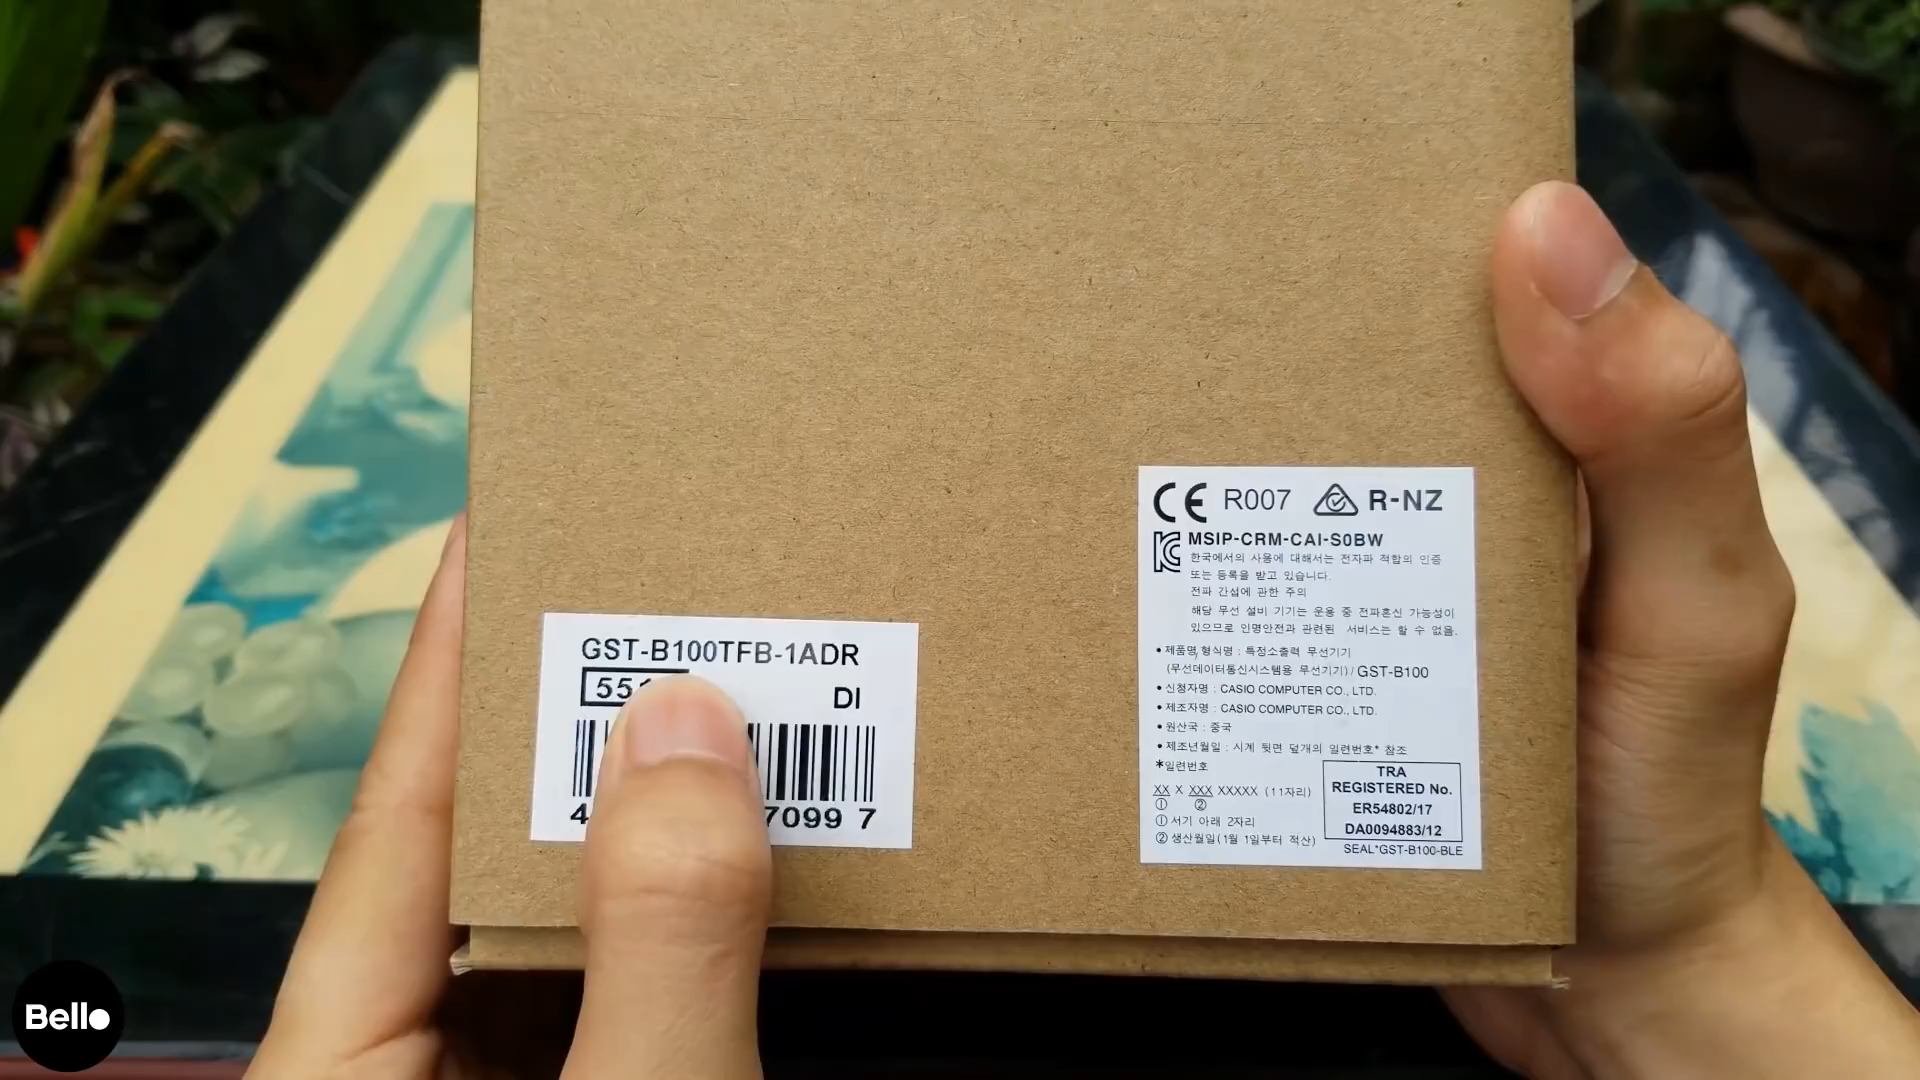 GST-B100TFB-1ADR
DI
7099 7
CE R007 R-NZ
MSIP-CRM-CAI-S0BW
한국에서의 사용에 대해서는 전자파 적합의 인증
또는 등록을 받고 있습니다.
전파 간섭에 관한 주의
해당 무선 설비 기기는 운용 중 전파혼신 가능성이
있으므로 인명안전과 관련된 서비스는 할 수 없음.
• 제품명/형식명 : 특정소출력 무선기기
(무선데이터통신시스템용 무선기기) / GST-B100
• 신청자명 : CASIO COMPUTER CO., LTD.
• 제조자명 : CASIO COMPUTER CO., LTD.
• 원산국 : 중국
• 제조년월일 : 시계 뒷면 덮개의 일련번호* 참조
*일련번호
XX X XXX XXXXX (11자리)
① ②
① 서기 아래 2자리
② 생산월일(1월 1일부터 적산)
TRA
REGISTERED No.
ER54802/17
DA0094883/12
SEAL*GST-B100-BLE
Bello